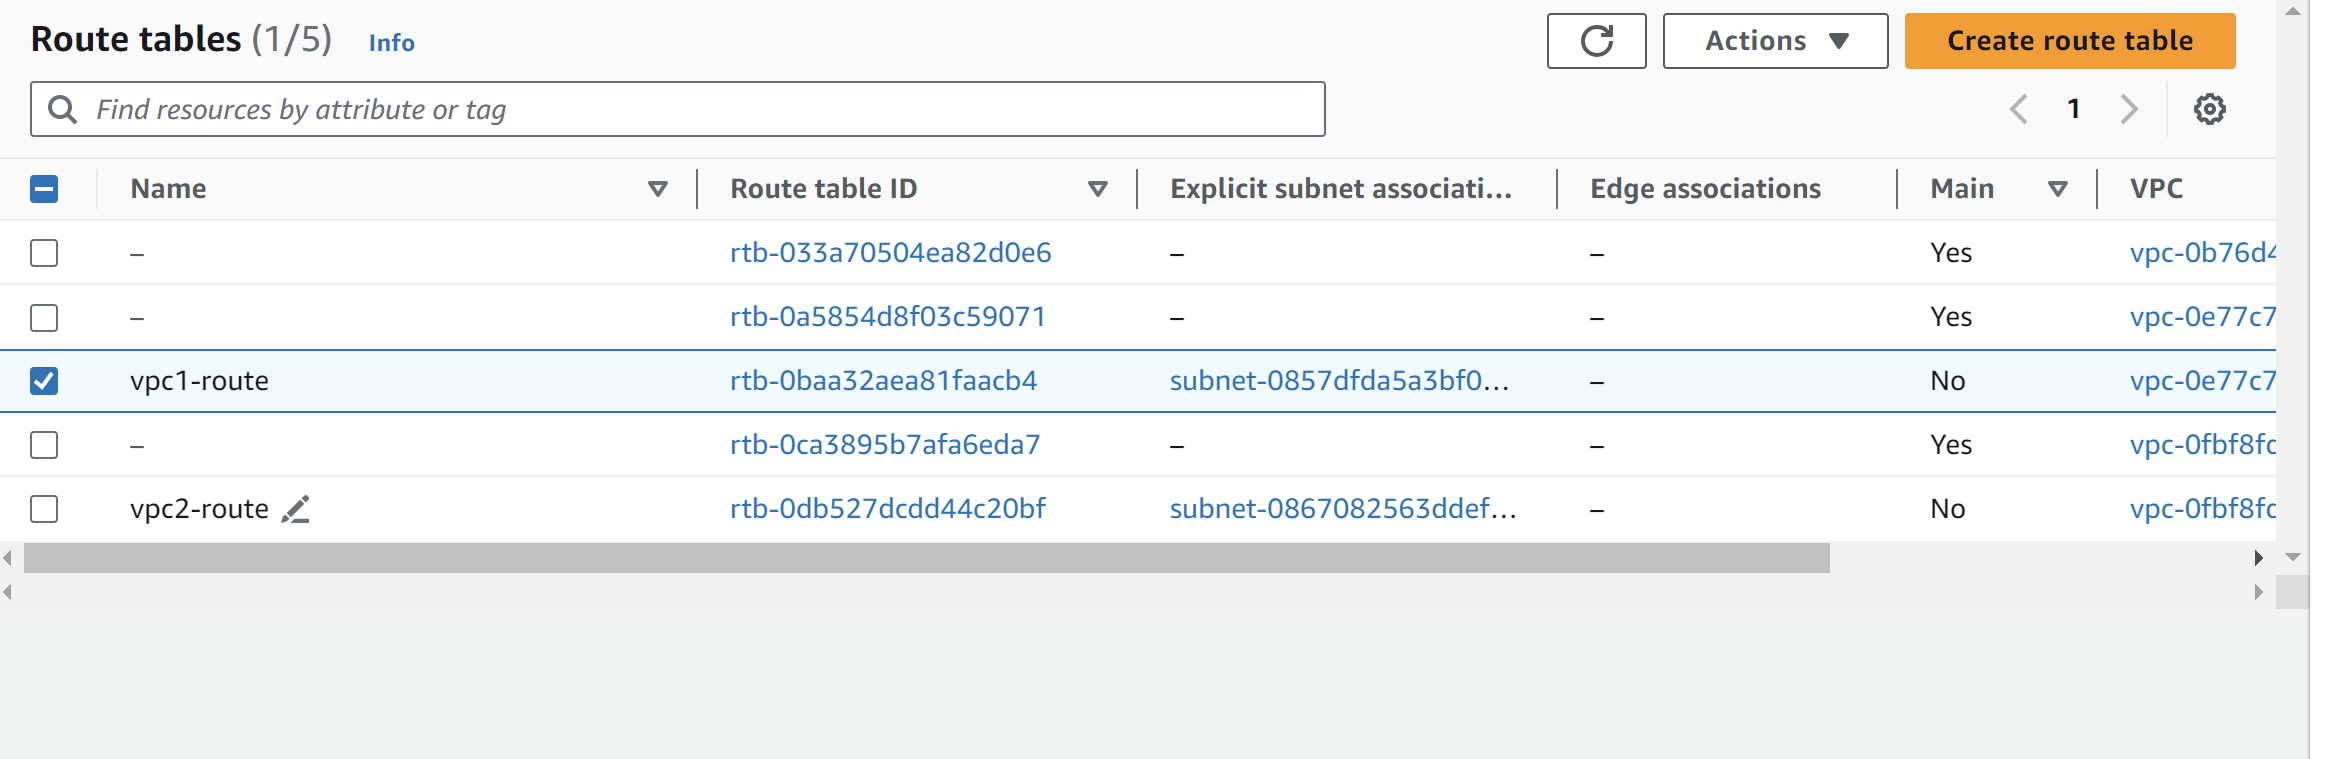 Route tables (1/5) Info
Actions
Create route table
Find resources by attribute or tag
1
Name Route table ID Explicit subnet associati... Edge associations Main VPC
– rtb-033a70504ea82d0e6 – – Yes vpc-0b76d4
– rtb-0a5854d8f03c59071 – – Yes vpc-0e77c7
vpc1-route rtb-0baa32aea81faacb4 subnet-0857dfda5a3bf0... – No vpc-0e77c7
– rtb-0ca3895b7afa6eda7 – – Yes vpc-0fbf8fc
vpc2-route rtb-0db527dcdd44c20bf subnet-0867082563ddef... – No vpc-0fbf8fc